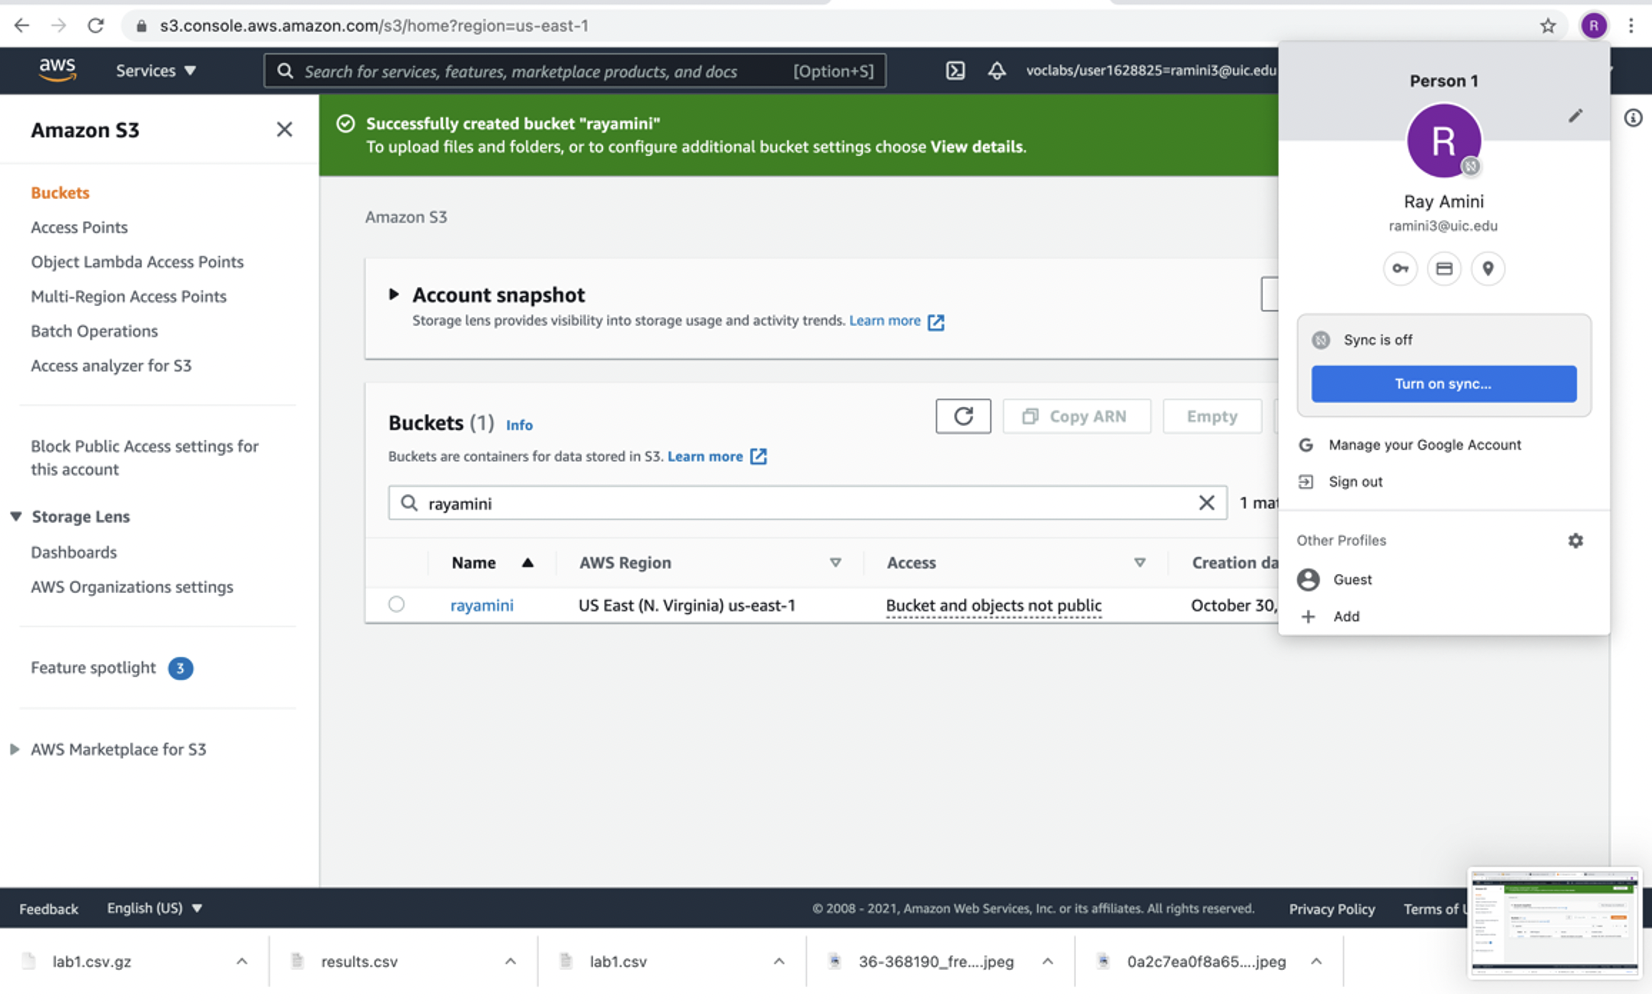 s3.console.aws.amazon.com/s3/home?region=us-east-1
R
aws
Services
Search for services, features, marketplace products, and docs
[Option+S]
voclabs/user1628825=ramini3@uic.edu
Amazon S3
Buckets
Access Points
Object Lambda Access Points
Multi-Region Access Points
Batch Operations
Access analyzer for S3
Block Public Access settings for
this account
Storage Lens
Dashboards
AWS Organizations settings
Feature spotlight 3
AWS Marketplace for S3
Successfully created bucket "rayamini"
To upload files and folders, or to configure additional bucket settings choose View details.
Amazon S3
Account snapshot
Storage lens provides visibility into storage usage and activity trends. Learn more
Buckets (1) Info
Copy ARN
Empty
Buckets are containers for data stored in S3. Learn more
rayamini
1 mat
Name
AWS Region
Access
Creation da
rayamini
US East (N. Virginia) us-east-1
Bucket and objects not public
October 30,
Person 1
R
Ray Amini
ramini3@uic.edu
Sync is off
Turn on sync...
G Manage your Google Account
Sign out
Other Profiles
Guest
Add
Feedback
English (US)
© 2008 - 2021, Amazon Web Services, Inc. or its affiliates. All rights reserved.
Privacy Policy
Terms of U
lab1.csv.gz
results.csv
lab1.csv
36-368190_fre....jpeg
0a2c7ea0f8a65....jpeg